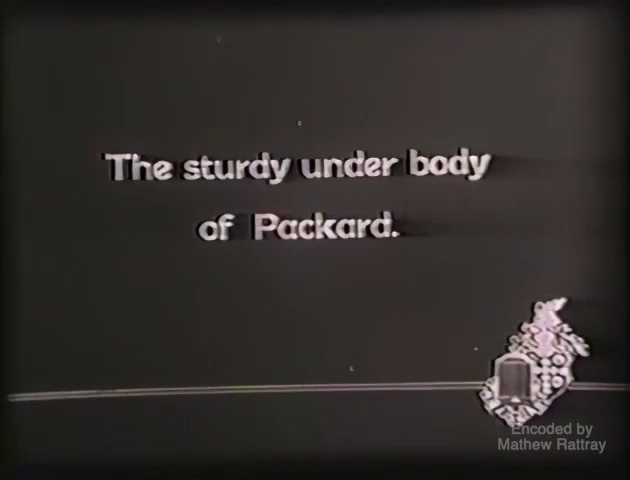 The sturdy under body
of Packard.
Encoded by
Mathew Rattray